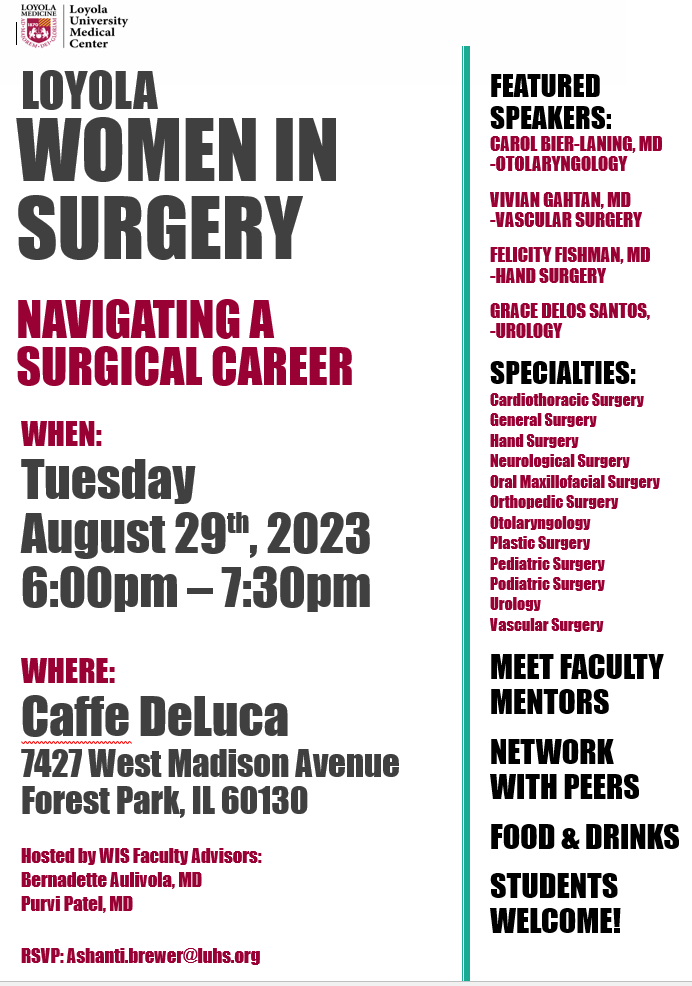 LOYOLA
MEDICINE
1870
Loyola
University
Medical
Center
LOYOLA
WOMEN IN
SURGERY
NAVIGATING A
SURGICAL CAREER
WHEN:
Tuesday
August 29th, 2023
6:00pm – 7:30pm
WHERE:
Caffe DeLuca
7427 West Madison Avenue
Forest Park, IL 60130
Hosted by WIS Faculty Advisors:
Bernadette Aulivola, MD
Purvi Patel, MD
RSVP: Ashanti.brewer@luhs.org
FEATURED
SPEAKERS:
CAROL BIER-LANING, MD
-OTOLARYNGOLOGY
VIVIAN GAHTAN, MD
-VASCULAR SURGERY
FELICITY FISHMAN, MD
-HAND SURGERY
GRACE DELOS SANTOS,
-UROLOGY
SPECIALTIES:
Cardiothoracic Surgery
General Surgery
Hand Surgery
Neurological Surgery
Oral Maxillofacial Surgery
Orthopedic Surgery
Otolaryngology
Plastic Surgery
Pediatric Surgery
Podiatric Surgery
Urology
Vascular Surgery
MEET FACULTY
MENTORS
NETWORK
WITH PEERS
FOOD & DRINKS
STUDENTS
WELCOME!